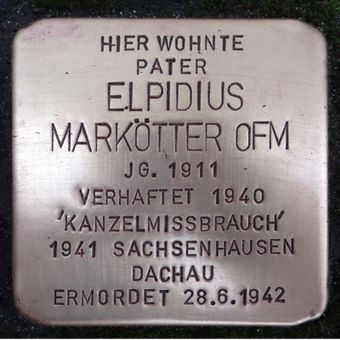 HIER WOHNTE
PATER
ELPIDIUS
MARKÖTTER OFM
JG. 1911
VERHAFTET 1940
'KANZELMISSBRAUCH'
1941 SACHSENHAUSEN
DACHAU
ERMORDET 28.6.1942